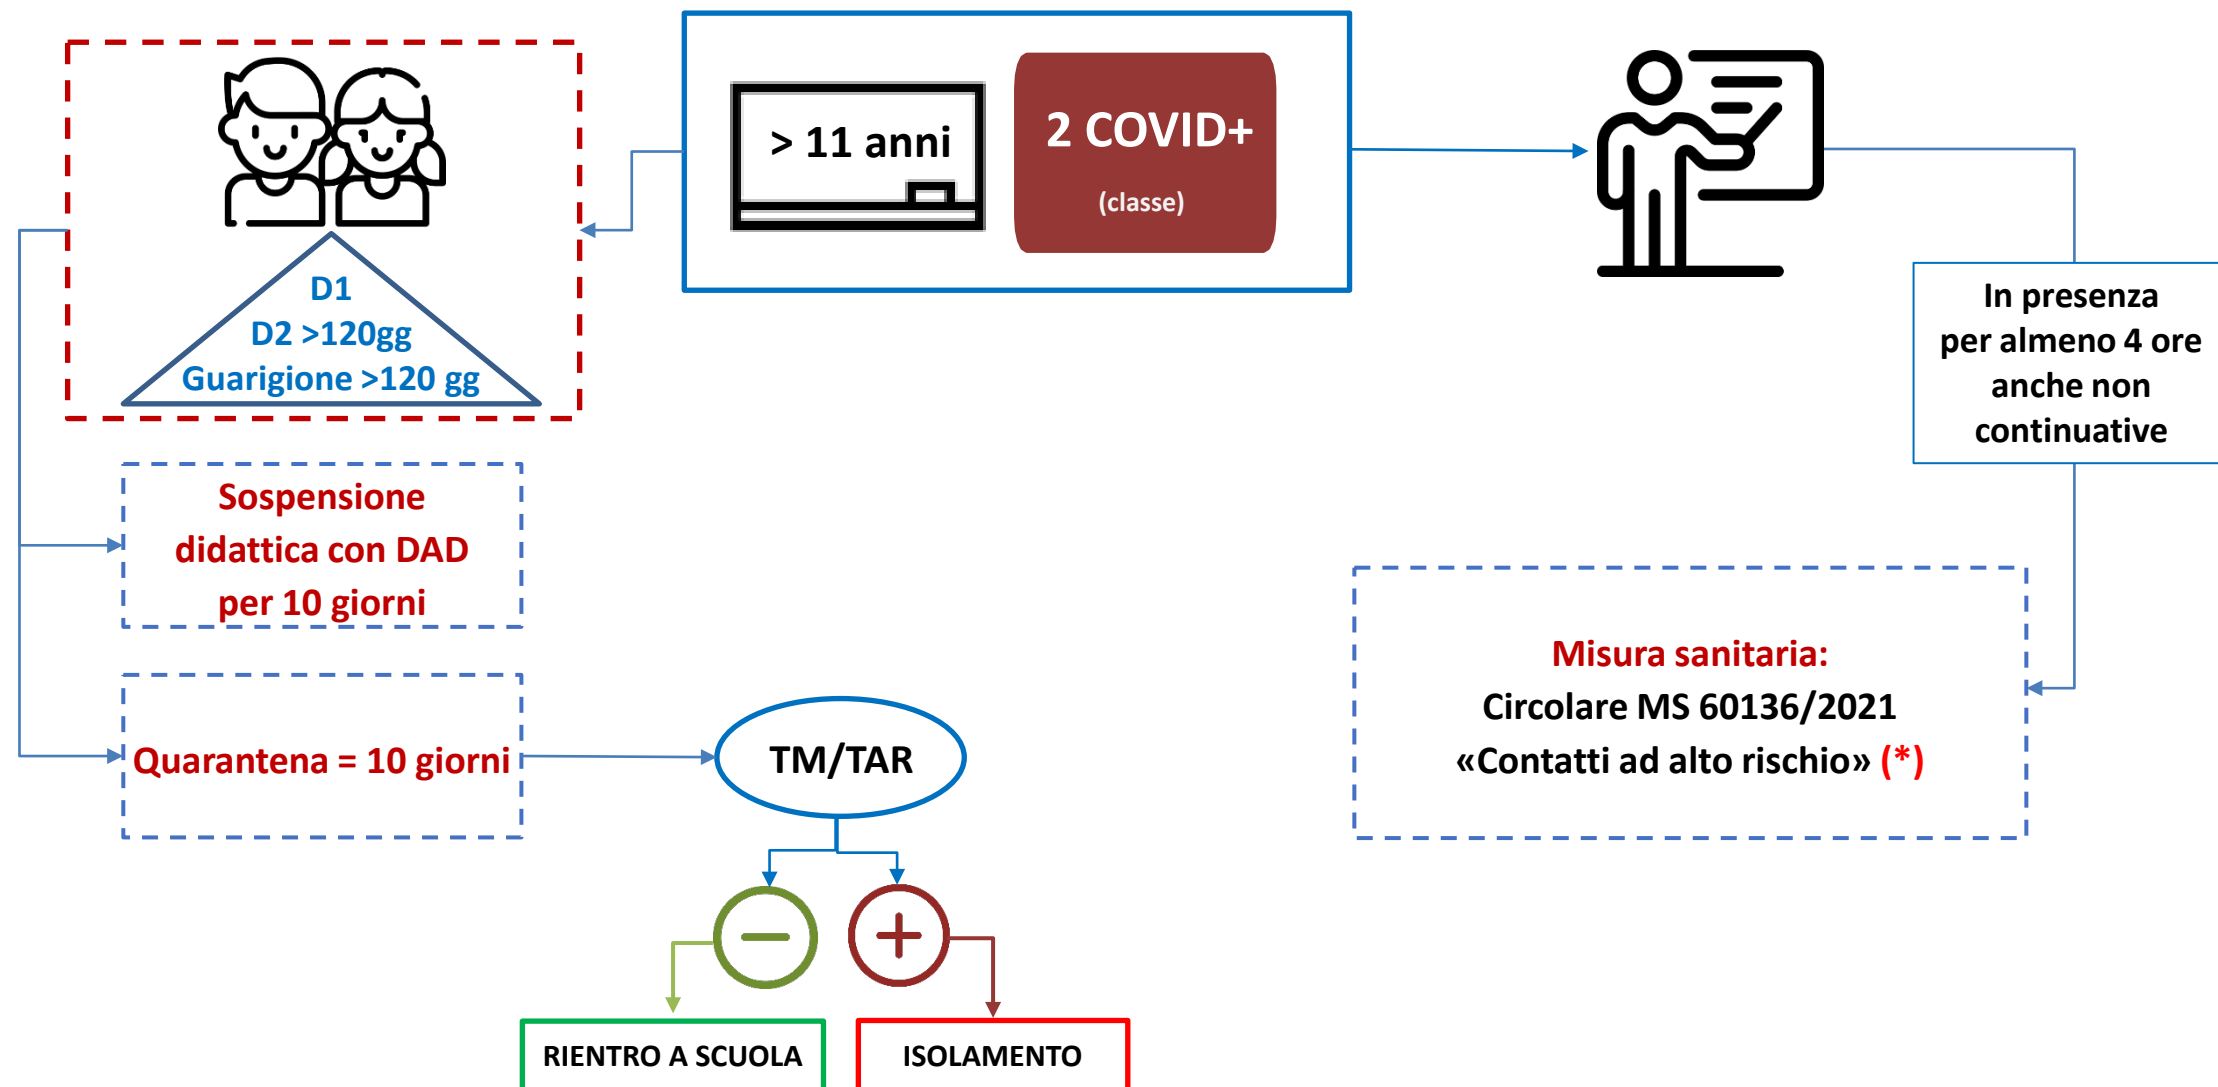 > 11 anni
2 COVID+
(classe)
D1
D2 >120gg
Guarigione >120 gg
In presenza
per almeno 4 ore
anche non
continuative
Sospensione
didattica con DAD
per 10 giorni
Misura sanitaria:
Circolare MS 60136/2021
«Contatti ad alto rischio» (*)
Quarantena = 10 giorni
TM/TAR
RIENTRO A SCUOLA
ISOLAMENTO